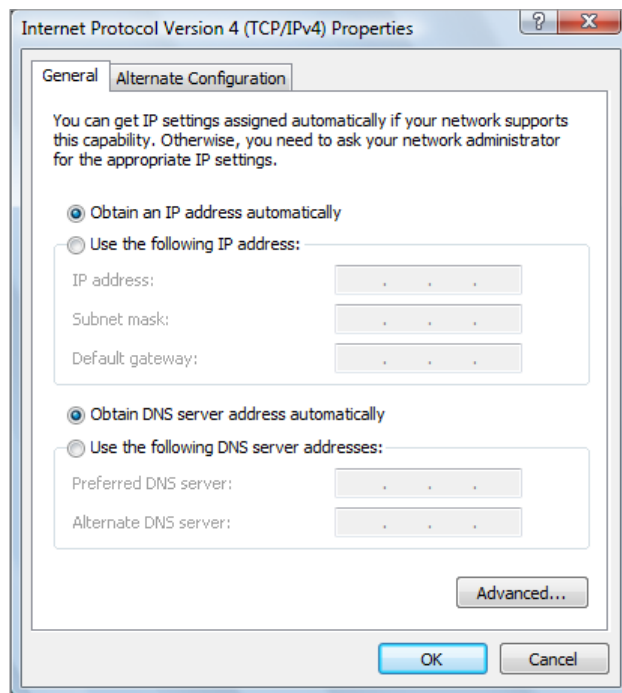 Internet Protocol Version 4 (TCP/IPv4) Properties
General
Alternate Configuration
You can get IP settings assigned automatically if your network supports
this capability. Otherwise, you need to ask your network administrator
for the appropriate IP settings.
Obtain an IP address automatically
Use the following IP address:
IP address:
Subnet mask:
Default gateway:
Obtain DNS server address automatically
Use the following DNS server addresses:
Preferred DNS server:
Alternate DNS server:
Advanced...
OK
Cancel